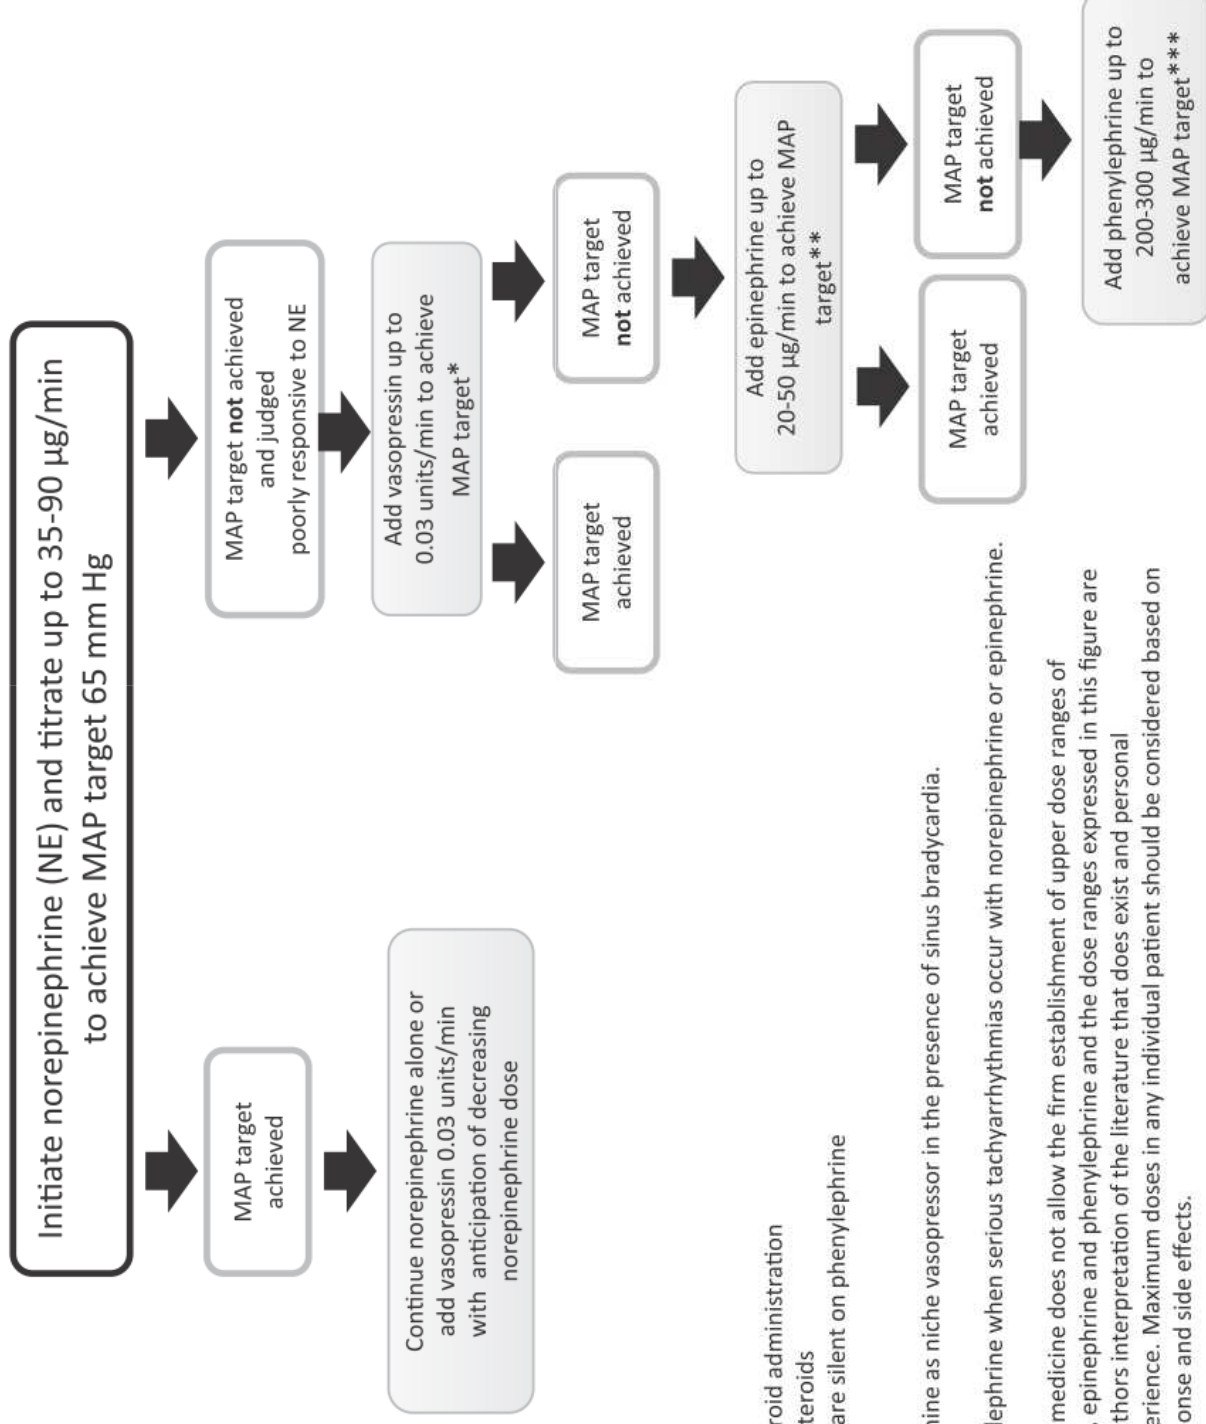 Initiate norepinephrine (NE) and titrate up to 35-90 µg/min
to achieve MAP target 65 mm Hg
MAP target
achieved
Continue norepinephrine alone or
add vasopressin 0.03 units/min
with anticipation of decreasing
norepinephrine dose
MAP target not achieved
and judged
poorly responsive to NE
Add vasopressin up to
0.03 units/min to achieve
MAP target*
MAP target
achieved
MAP target
not achieved
Add epinephrine up to
20-50 µg/min to achieve MAP
target**
MAP target
achieved
MAP target
not achieved
Add phenylephrine up to
200-300 µg/min to
achieve MAP target***
administration
are silent on phenylephrine
as niche vasopressor in the presence of sinus bradycardia.
when serious tachyarrhythmias occur with norepinephrine or epinephrine.
medicine does not allow the firm establishment of upper dose ranges of
epinephrine and phenylephrine and the dose ranges expressed in this figure are
interpretation of the literature that does exist and personal
Maximum doses in any individual patient should be considered based on
and side effects.